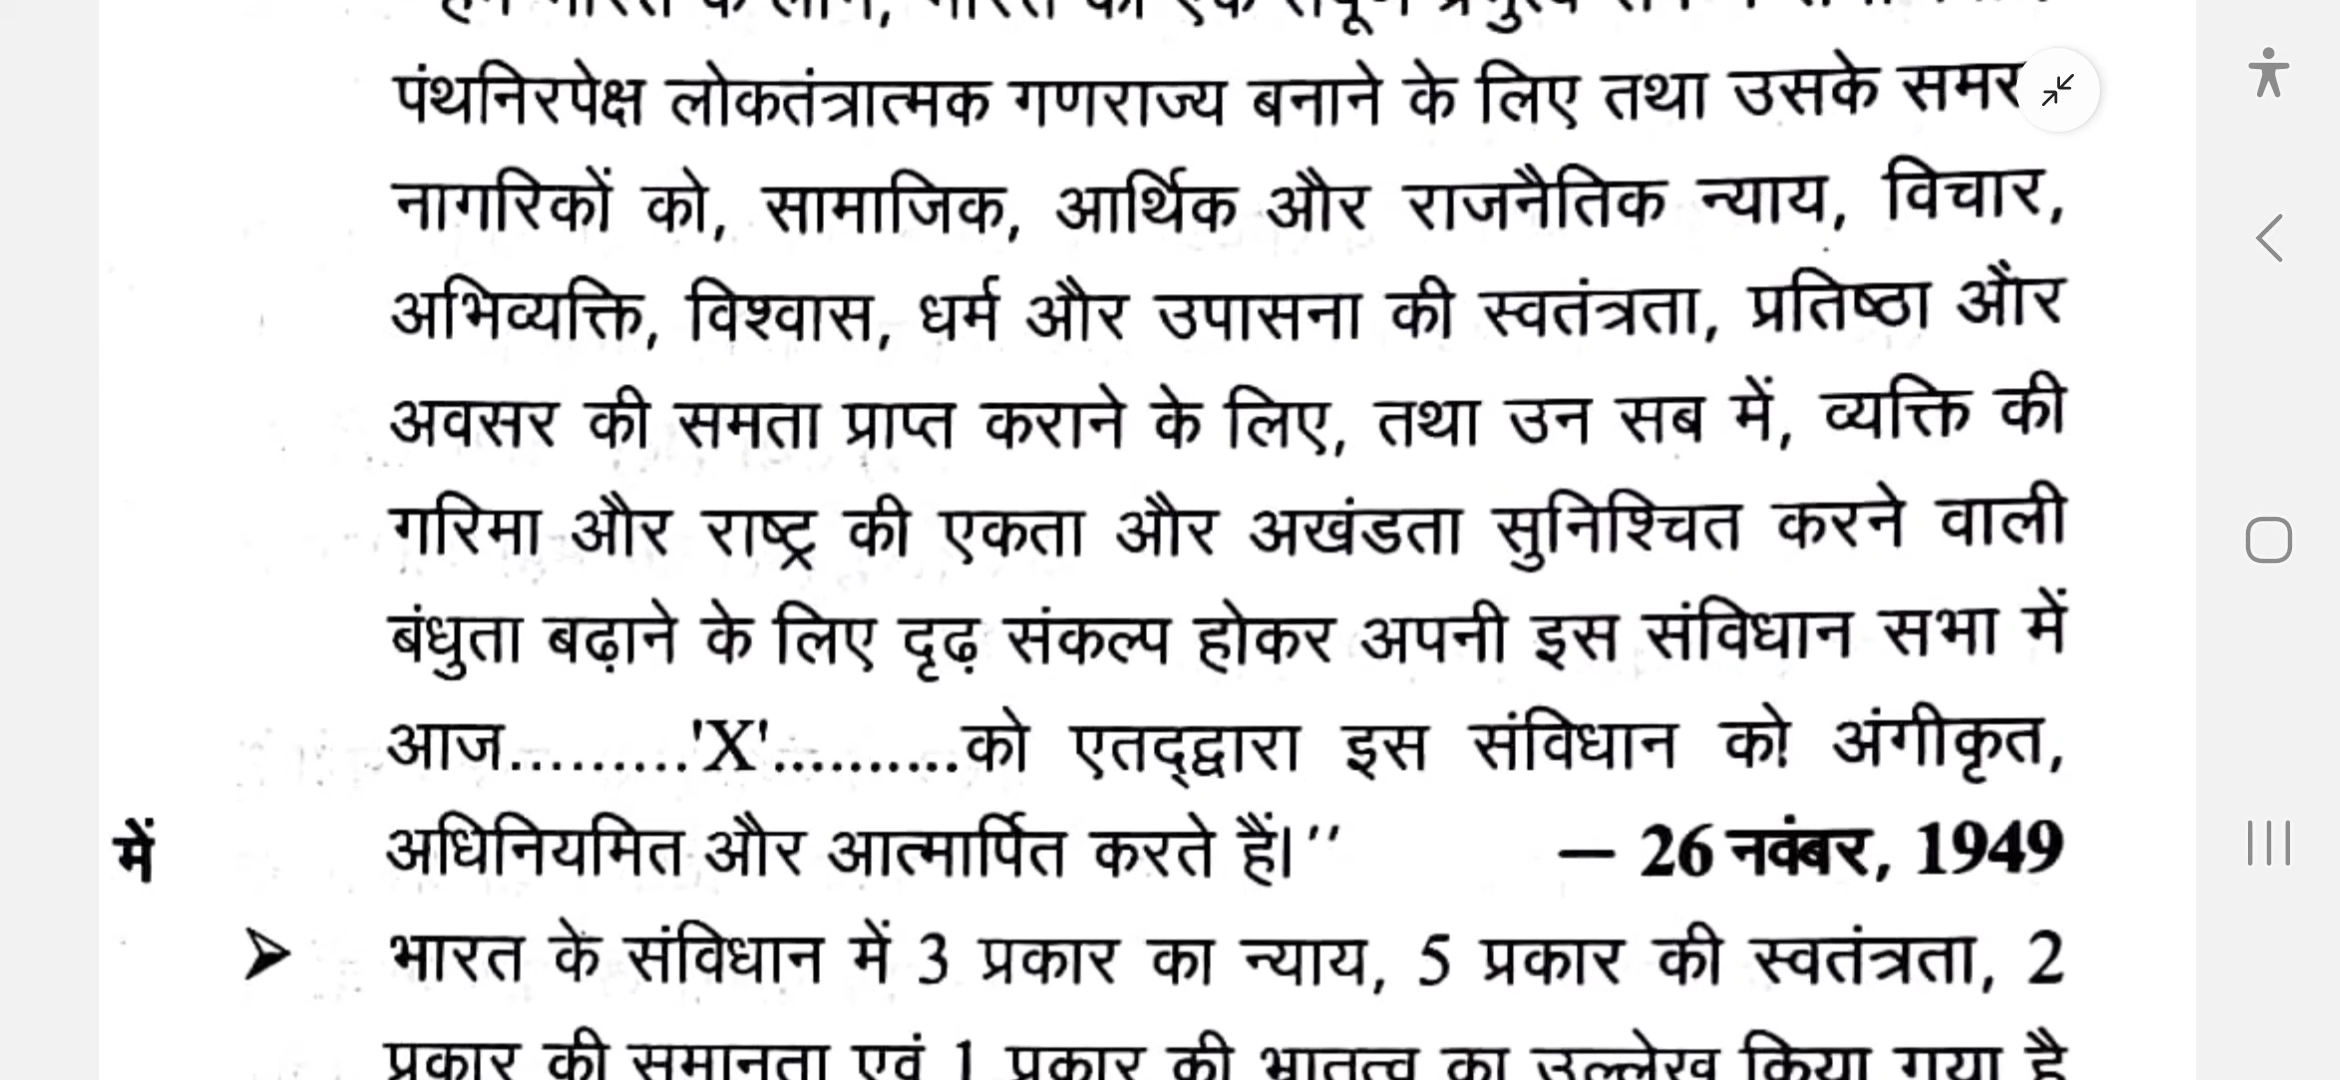 पंथनिरपेक्ष लोकतंत्रात्मक गणराज्य बनाने के लिए तथा उसके
नागरिकों को, सामाजिक, आर्थिक और राजनैतिक न्याय, विचार,
अभिव्यक्ति, विश्वास, धर्म और उपासना की स्वतंत्रता, प्रतिष्ठा और
अवसर की समता प्राप्त कराने के लिए, तथा उन सब में, व्यक्ति की
गरिमा और राष्ट्र की एकता और अखंडता सुनिश्चित करने वाली
बंधुता बढ़ाने के लिए दृढ़ संकल्प होकर अपनी इस संविधान सभा में
आज.........'X'..........को एतद्द्वारा इस संविधान को अंगीकृत,
में अधिनियमित और आत्मार्पित करते हैं।’’ — 26 नवंबर, 1949
➢ भारत के संविधान में 3 प्रकार का न्याय, 5 प्रकार की स्वतंत्रता, 2
प्रकार की समानता एवं 1 प्रकार की का उल्लेख किया गया है